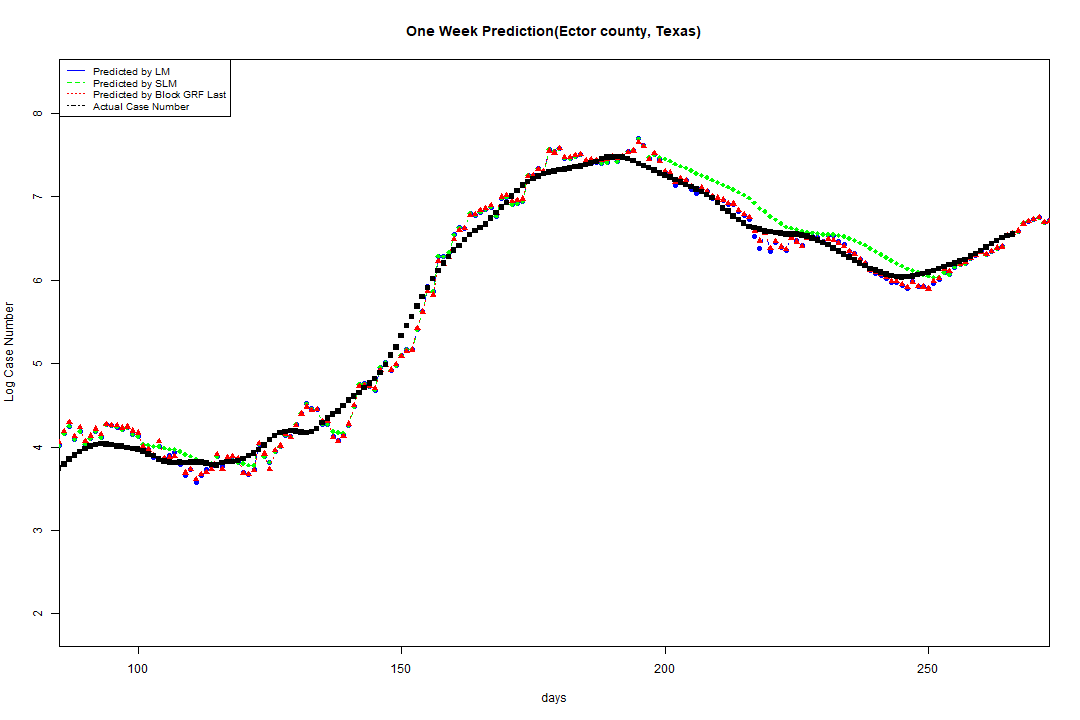 One Week Prediction(Ector county, Texas)
Predicted by LM
Predicted by SLM
Predicted by Block GRF Last
Actual Case Number
8
7
6
5
4
3
2
Log Case Number
100
150
200
250
days